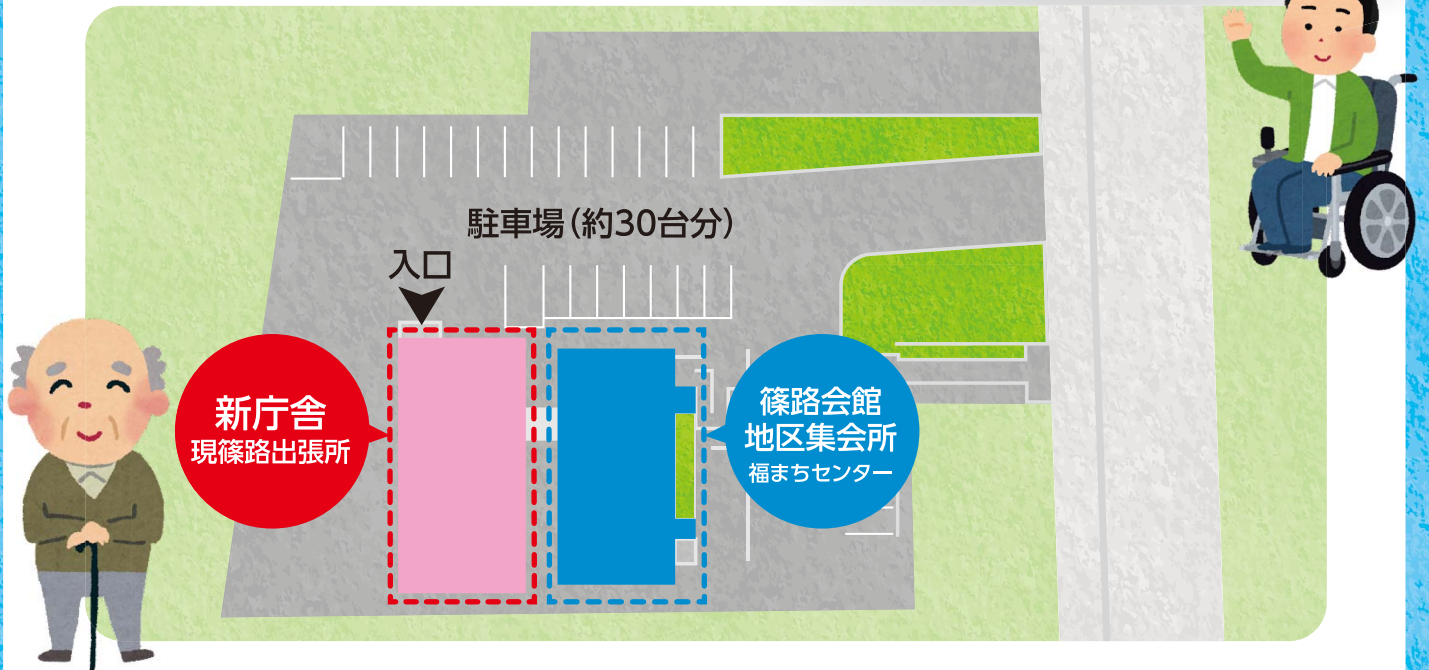 駐車場(約30台分)
入口
新庁舎
現篠路出張所
篠路会館
地区集会所
福まちセンター